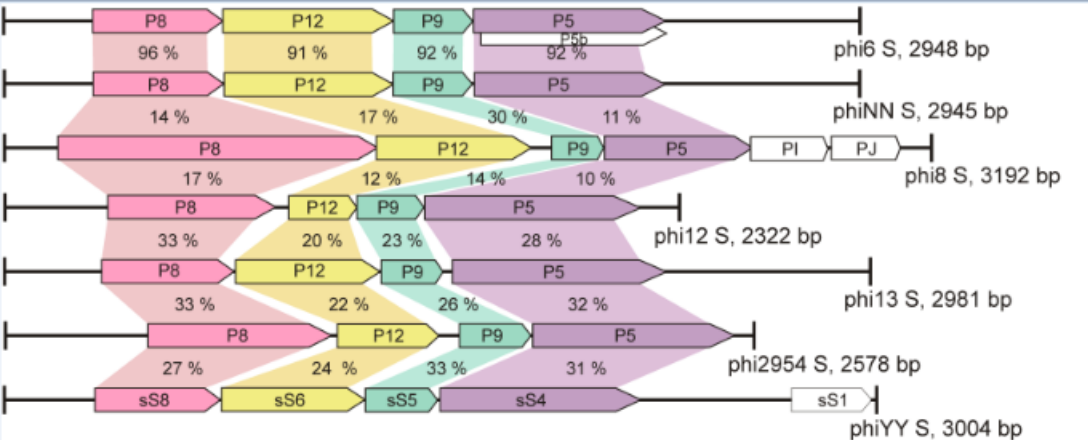 P8 P12 P9 P5
P5b
96 % 91 % 92 % 92 %
phi6 S, 2948 bp
P8 P12 P9 P5
phiNN S, 2945 bp
14 % 17 % 30 % 11 %
P8 P12 P9 P5 PI PJ
phi8 S, 3192 bp
17 % 12 % 14 % 10 %
P8 P12 P9 P5
phi12 S, 2322 bp
33 % 20 % 23 % 28 %
P8 P12 P9 P5
phi13 S, 2981 bp
33 % 22 % 26 % 32 %
P8 P12 P9 P5
phi2954 S, 2578 bp
27 % 24 % 33 % 31 %
sS8 sS6 sS5 sS4 sS1
phiYY S, 3004 bp